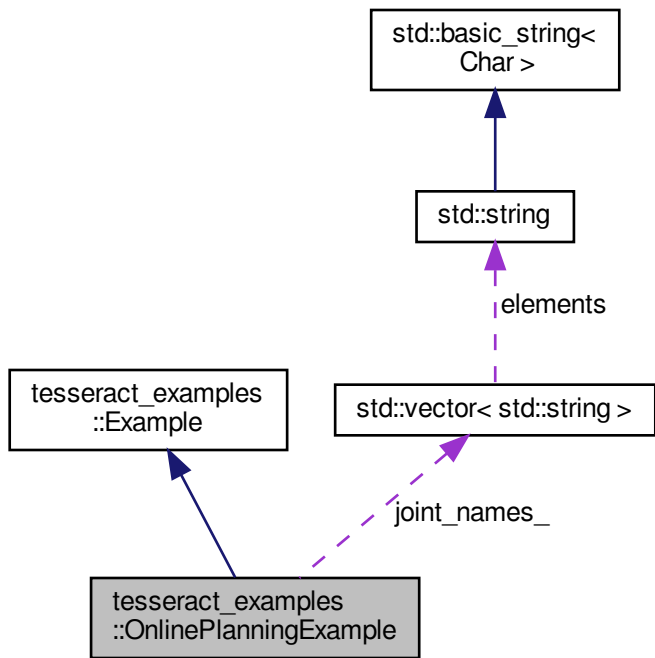 std::basic_string<
Char >
std::string
elements
tesseract_examples
::Example
std::vector< std::string >
joint_names_
tesseract_examples
::OnlinePlanningExample